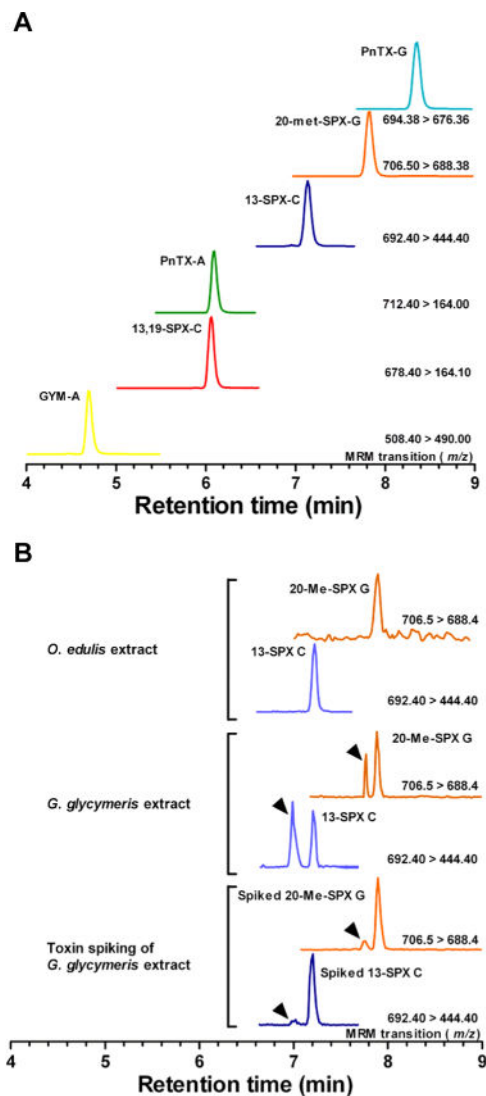 A
PnTX-G
694.38 > 676.36
20-met-SPX-G
706.50 > 688.38
13-SPX-C
692.40 > 444.40
PnTX-A
712.40 > 164.00
13,19-SPX-C
678.40 > 164.10
GYM-A
508.40 > 490.00
MRM transition ( m/z)
4 5 6 7 8 9
Retention time (min)
B
20-Me-SPX G
706.5 > 688.4
O. edulis extract
13-SPX C
692.40 > 444.40
20-Me-SPX G
706.5 > 688.4
G. glycymeris extract
13-SPX C
692.40 > 444.40
Spiked 20-Me-SPX G
706.5 > 688.4
Toxin spiking of
G. glycymeris extract
Spiked 13-SPX C
692.40 > 444.40
MRM transition ( m/z)
4 5 6 7 8 9
Retention time (min)